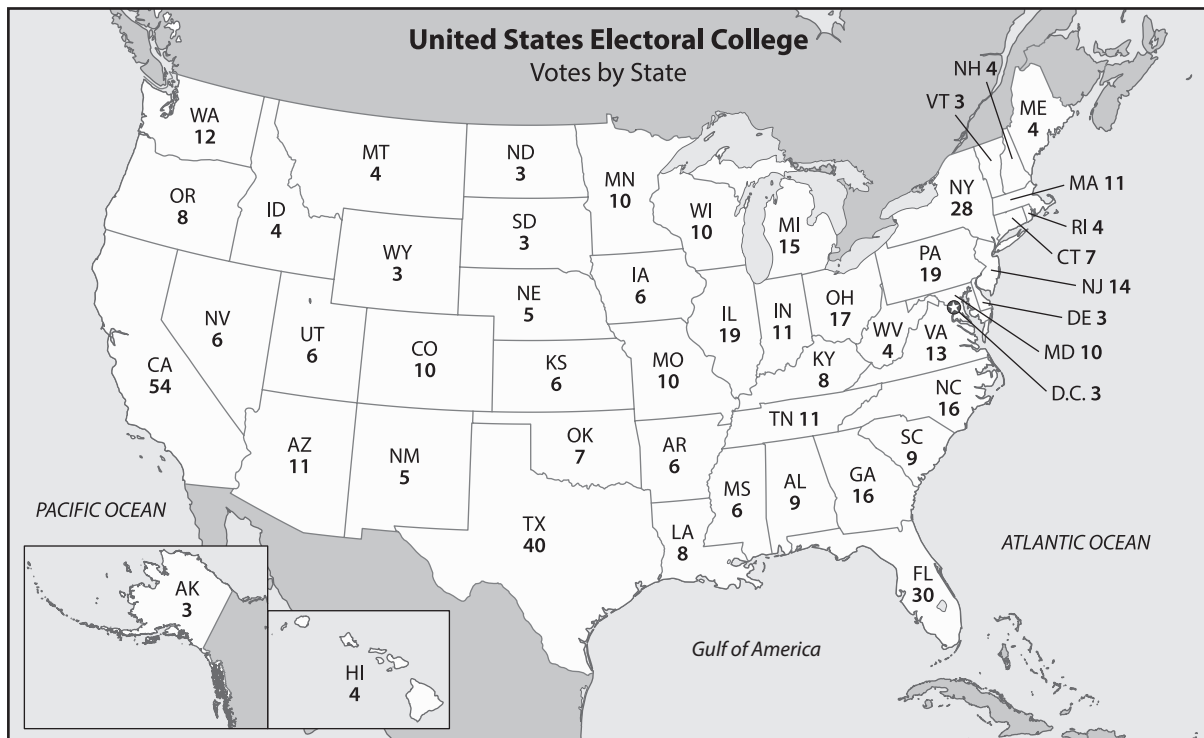 United States Electoral College
Votes by State
NH 4
VT 3
ME
4
WA
12
MT
4
ND
3
MN
10
OR
8
ID
4
SD
3
WI
10
MI
15
NY
28
MA 11
RI 4
CT 7
WY
3
PA
19
NJ 14
NE
5
IA
6
IL
19
IN
11
OH
17
DE 3
NV
6
UT
6
CO
10
WV
4
VA
13
MD 10
CA
54
KS
6
MO
10
KY
8
D.C. 3
NC
16
TN 11
AZ
11
NM
5
OK
7
AR
6
SC
9
MS
6
AL
9
GA
16
PACIFIC OCEAN
TX
40
LA
8
ATLANTIC OCEAN
FL
30
AK
3
HI
4
Gulf of America